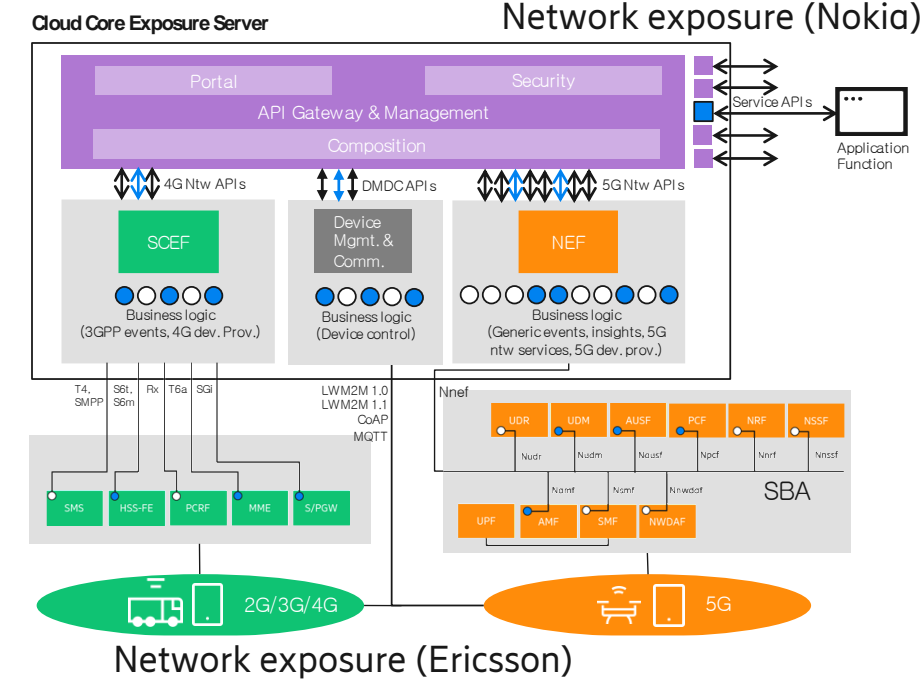 Network exposure (Nokia)
Cloud Core Exposure Server
Portal
Security
API Gateway & Management
Composition
Service APIs
Application
Function
4G Ntw APIs
DMDC APIs
5G Ntw APIs
SCEF
Device
Mgmt. &
Comm.
NEF
Business logic
(3GPP events, 4G dev. Prov.)
Business logic
(Device control)
Business logic
(Generic events, insights, 5G
ntw services, 5G dev. prov.)
T4,
SMPP
S6t,
S6m
Rx
T6a
SGi
LWM2M 1.0
LWM2M 1.1
CoAP
MQTT
Nnef
UDR
UDM
AUSF
PCF
NRF
NSSF
Nudr
Nudm
Nausf
Npcf
Nnrf
Nnssf
Namf
Nsmf
Nnwdaf
SBA
SMS
HSS-FE
PCRF
MME
S/PGW
UPF
AMF
SMF
NWDAF
2G/3G/4G
5G
Network exposure (Ericsson)